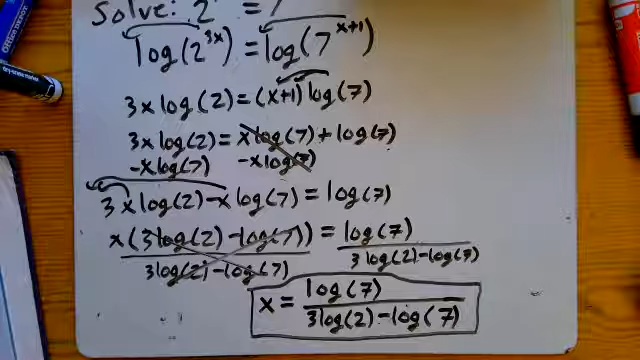 Solve: 2 = 7
log(2^3x) = log(7^x+1)
3x log(2) = (x+1) log(7)
3x log(2) = x log(7) + log(7)
-x log(7) -x log(7)
3x log(2) - x log(7) = log(7)
x(3log(2) - log(7)) = log(7)
3log(2) - log(7) 3log(2) - log(7)
x = log(7)
3log(2) - log(7)
OFFICE DEPOT